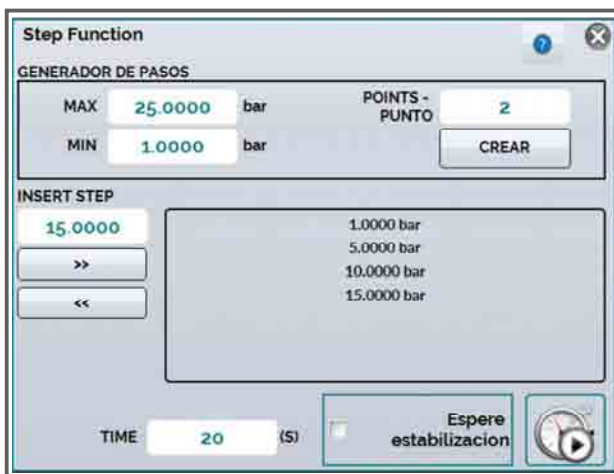 Step Function
?
GENERADOR DE PASOS
MAX 25.0000 bar
POINTS -
PUNTO
2
MIN 1.0000 bar
CREAR
INSERT STEP
15.0000
>>
<<
1.0000 bar
5.0000 bar
10.0000 bar
15.0000 bar
TIME 20 (S)
Espere
estabilizacion